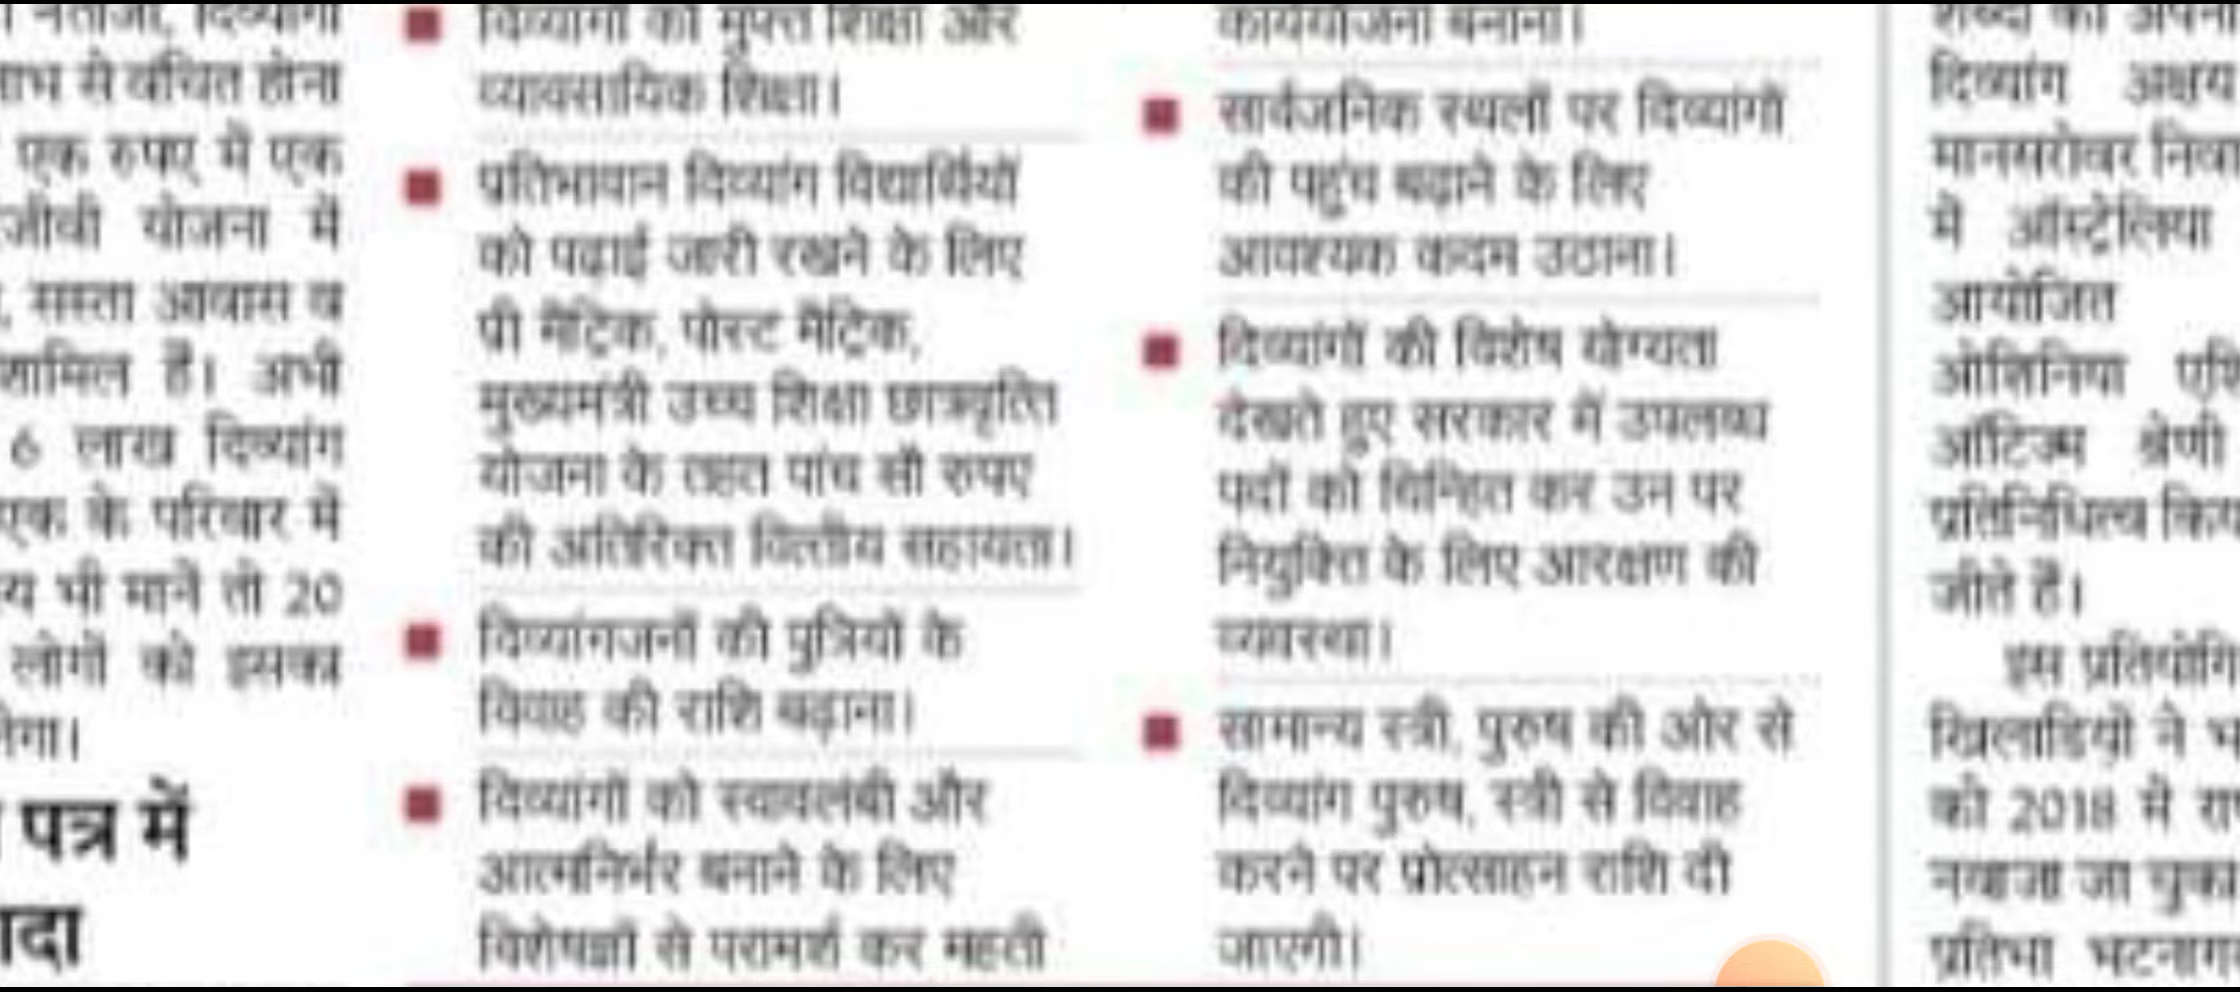 लाभ से वंचित होना
एक रुपए में एक
योजना में
सस्ता आवास व
शामिल हैं। अभी
6 लाख दिव्यांग
एक के परिवार में
भी मानें तो 20
लोगों को इसका
पत्र में
दिव्यांगों को मुफ्त शिक्षा और
व्यावसायिक शिक्षा।
प्रतिभावान दिव्यांग विद्यार्थियों
को पढ़ाई जारी रखने के लिए
प्री मैट्रिक, पोस्ट मैट्रिक,
मुख्यमंत्री उच्च शिक्षा छात्रवृत्ति
योजना के तहत पांच सौ रुपए
की अतिरिक्त वित्तीय सहायता।
दिव्यांगजनों की पुत्रियों के
विवाह की राशि बढ़ाना।
दिव्यांगों को स्वावलंबी और
आत्मनिर्भर बनाने के लिए
विशेषज्ञों से परामर्श कर महती
कार्ययोजना बनाना।
सार्वजनिक स्थलों पर दिव्यांगों
की पहुंच बढ़ाने के लिए
आवश्यक कदम उठाना।
दिव्यांगों की विशेष योग्यता
देखते हुए सरकार में उपलब्ध
पदों को चिन्हित कर उन पर
नियुक्ति के लिए आरक्षण की
व्यवस्था।
सामान्य स्त्री, पुरुष की ओर से
दिव्यांग पुरुष, स्त्री से विवाह
करने पर प्रोत्साहन राशि दी
जाएगी।
शब्द को
दिव्यांग अक्षय
मानसरोवर
में ऑस्ट्रेलिया
आयोजित
ओशिनिया
ऑटिज्म श्रेणी
प्रतिनिधित्व
जीते हैं।
इस
खिलाडियों ने
को 2018 में
नवाजा जा
प्रतिभा